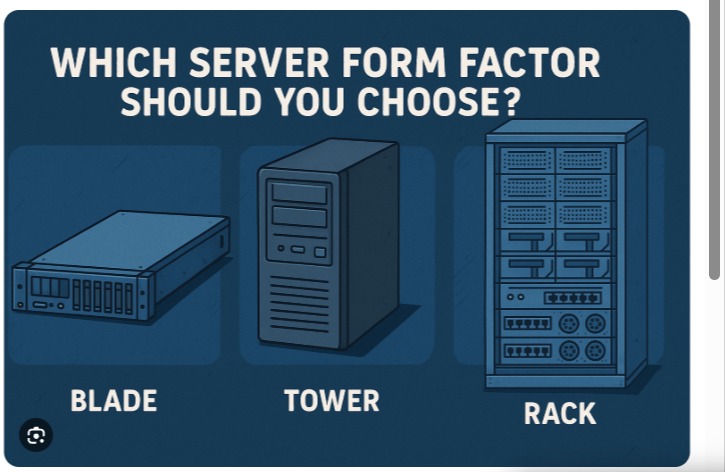 WHICH SERVER FORM FACTOR
SHOULD YOU CHOOSE?
BLADE
TOWER
RACK